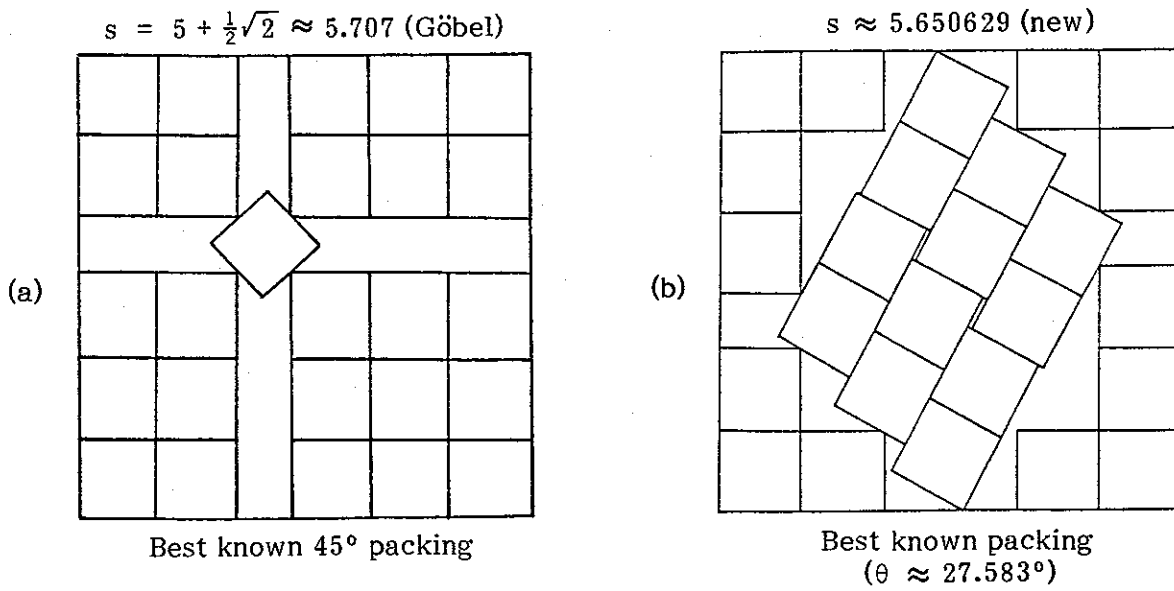 s = 5 + ½√2 ≈ 5.707 (Göbel)
(a)
Best known 45° packing
s ≈ 5.650629 (new)
(b)
Best known packing
(θ ≈ 27.583°)